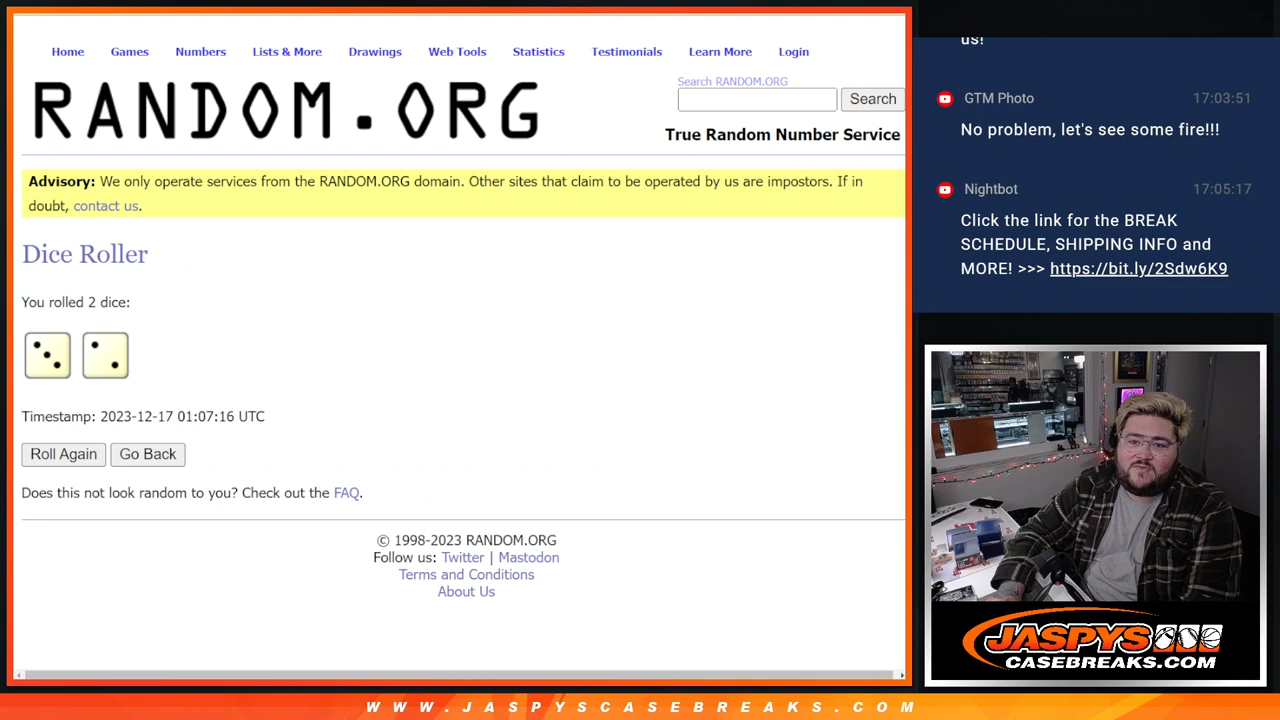 Home Games Numbers Lists & More Drawings Web Tools Statistics Testimonials Learn More Login
RANDOM.ORG
Search RANDOM.ORG
Search
True Random Number Service
Advisory: We only operate services from the RANDOM.ORG domain. Other sites that claim to be operated by us are impostors. If in
doubt, contact us.
Dice Roller
You rolled 2 dice:
Timestamp: 2023-12-17 01:07:16 UTC
Roll Again Go Back
Does this not look random to you? Check out the FAQ.
© 1998-2023 RANDOM.ORG
Follow us: Twitter | Mastodon
Terms and Conditions
About Us
us!
GTM Photo 17:03:51
No problem, let's see some fire!!!
Nightbot 17:05:17
Click the link for the BREAK
SCHEDULE, SHIPPING INFO and
MORE! >>> https://bit.ly/2Sdw6K9
JASPYS
CASEBREAKS.COM
WWW.JASPYSCASEBREAKS.COM